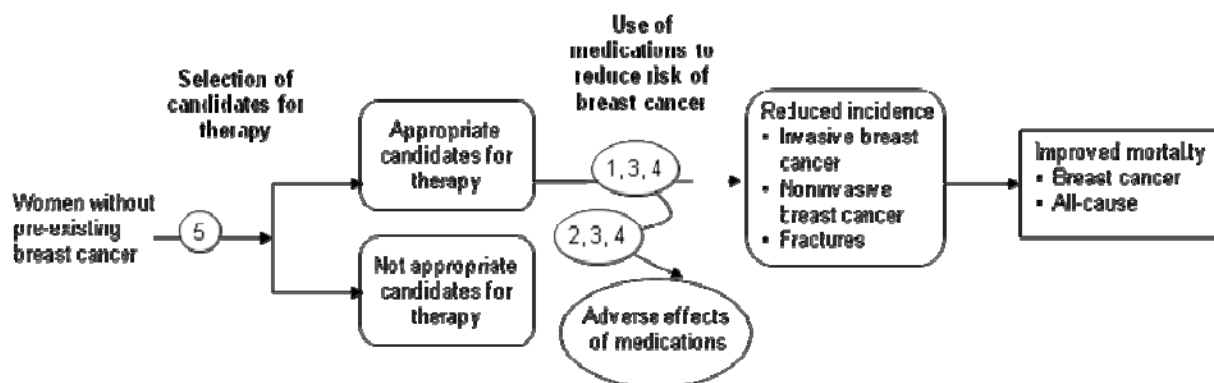 Use of
medications to
reduce risk of
breast cancer
Selection of
candidates for
therapy
Appropriate
candidates for
therapy
Reduced incidence
▪ Invasive breast
cancer
▪ Noninvasive
breast cancer
▪ Fractures
Improved mortality
▪ Breast cancer
▪ All-cause
1, 3, 4
Women without
pre-existing
breast cancer
5
2, 3, 4
Not appropriate
candidates for
therapy
Adverse effects
of medications